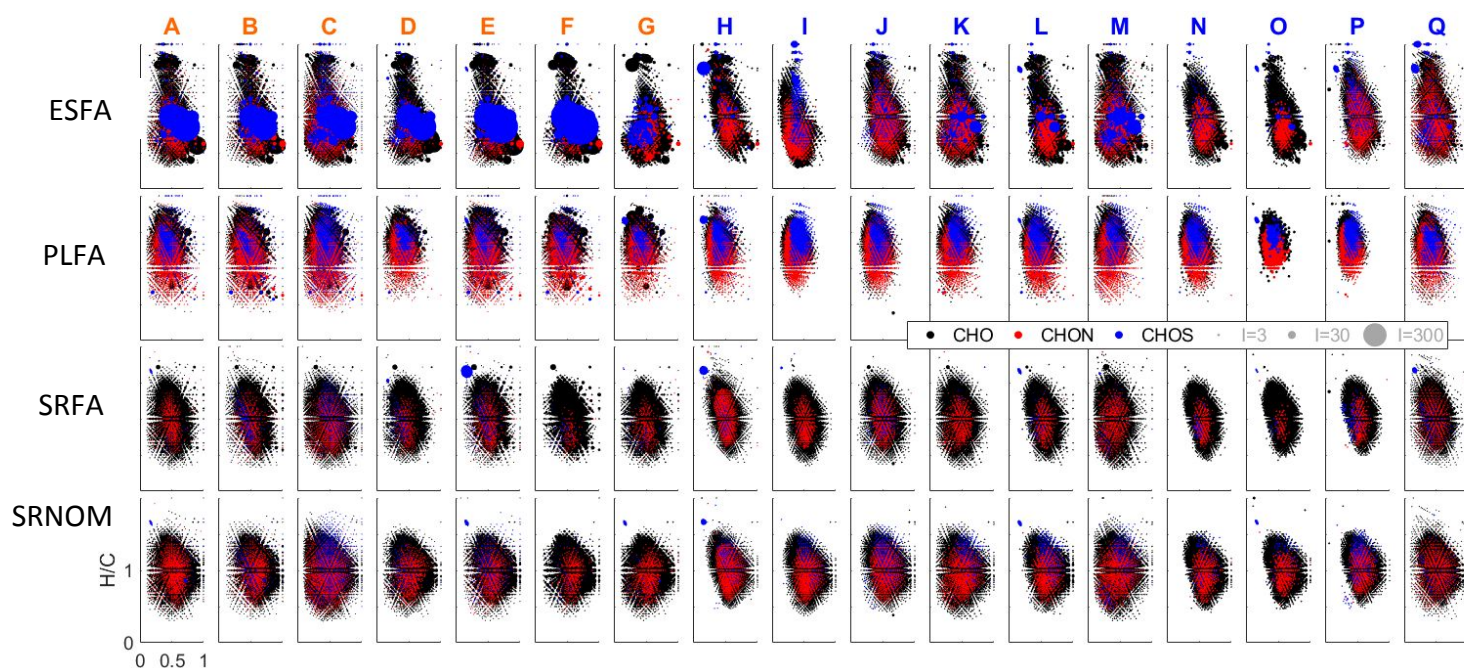 A B C D E F G H I J K L M N O P Q
ESFA
PLFA
CHO CHON CHOS I=3 I=30 I=300
SRFA
SRNOM
H/C
1
0
0 0.5 1